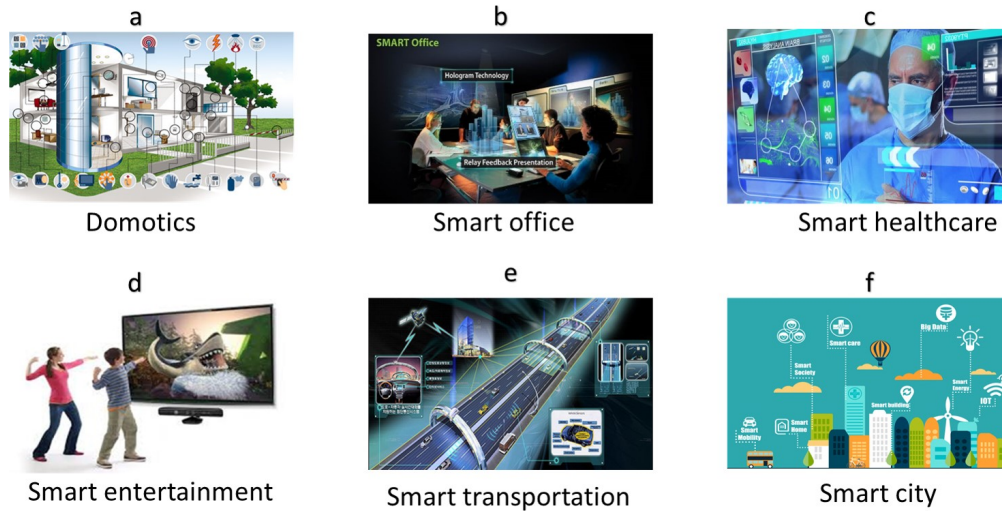 a
b
c
SMART Office
Hologram Technology
Relay Feedback Presentation
04
Domotics
Smart office
Smart healthcare
d
e
f
Big Data
Smart care
Smart
Society
Smart
Energy
Smart building
IOT
Smart
Mobility
Smart
Home
Smart entertainment
Smart transportation
Smart city